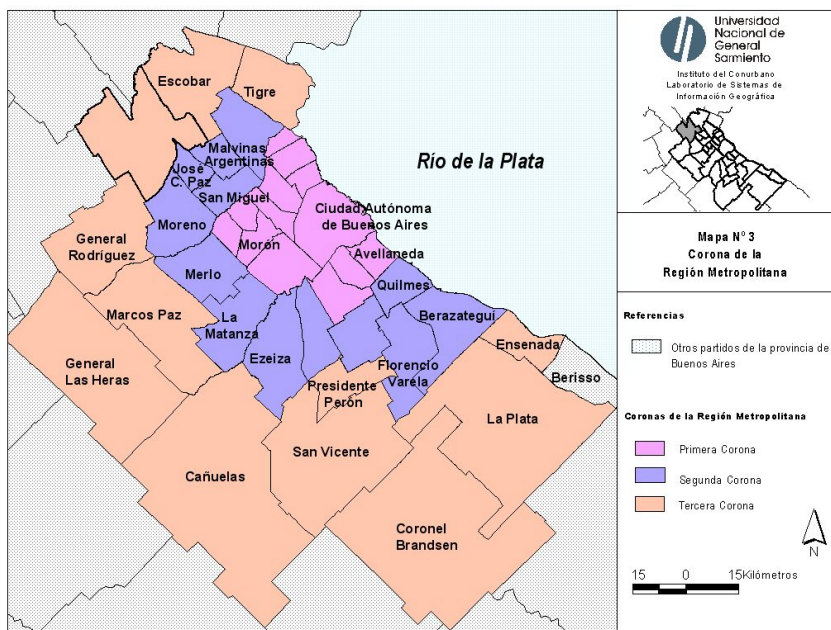 Escobar
Tigre
Malvinas
Argentinas
José
C. Paz
San Miguel
Moreno
General
Rodríguez
Morón
Merlo
Ciudad Autónoma
de Buenos Aires
Avellaneda
Quilmes
Marcos Paz
La
Matanza
Berazategui
General
Las Heras
Ezeiza
Ensenada
Florencio
Varela
Presidente
Perón
Berisso
La Plata
San Vicente
Cañuelas
Coronel
Brandsen
Río de la Plata
Universidad
Nacional de
General
Sarmiento
Instituto del Conurbano
Laboratorio de Sistemas de
Información Geográfica
Mapa Nº 3
Corona de la
Región Metropolitana
Referencias
Otros partidos de la provincia de
Buenos Aires
Coronas de la Región Metropolitana
Primera Corona
Segunda Corona
Tercera Corona
N
15 0 15 Kilómetros